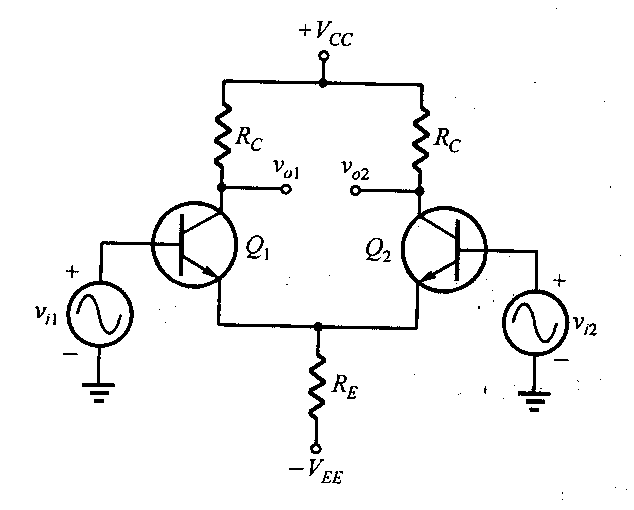 +V_CC
R_C
R_C
v_o1
v_o2
Q_1
Q_2
+
+
v_i1
v_i2
−
−
R_E
−V_EE